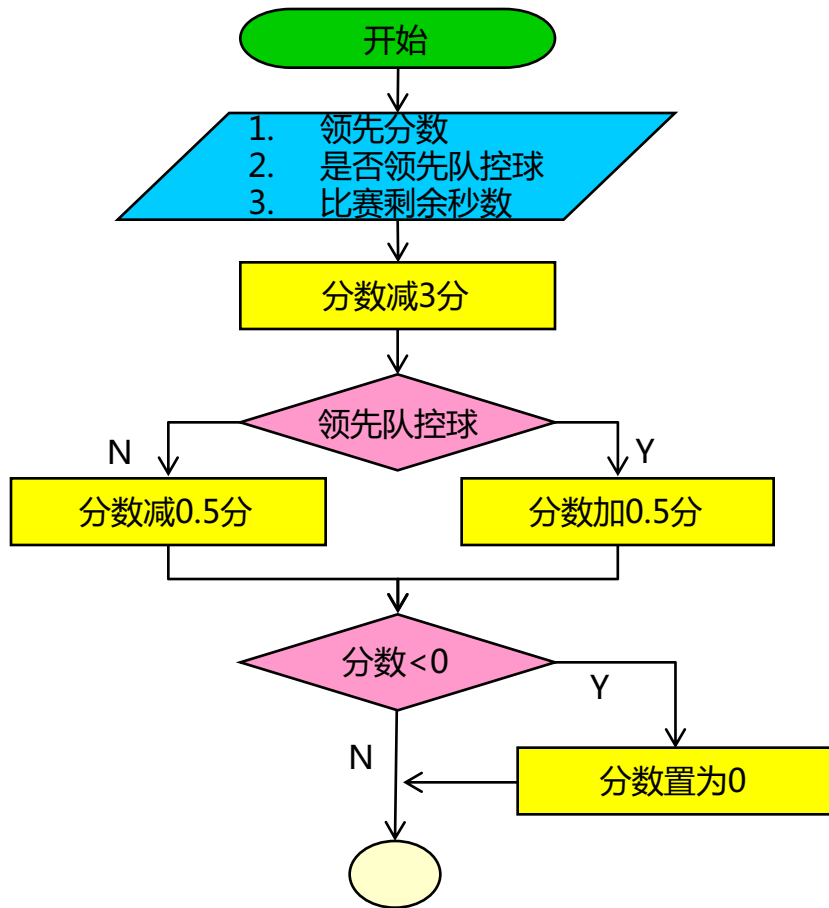 开始
1. 领先分数
2. 是否领先队控球
3. 比赛剩余秒数
分数减3分
领先队控球
N
Y
分数减0.5分
分数加0.5分
分数<0
Y
N
分数置为0